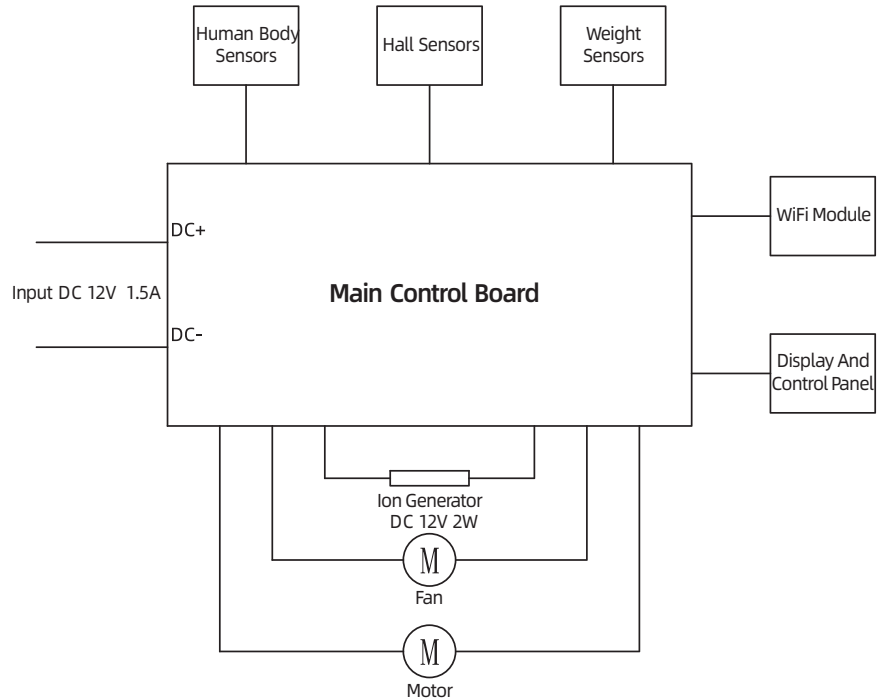 Human Body
Sensors
Hall Sensors
Weight
Sensors
WiFi Module
DC+
Input DC 12V 1.5A
Main Control Board
DC-
Display And
Control Panel
Ion Generator
DC 12V 2W
M
Fan
M
Motor